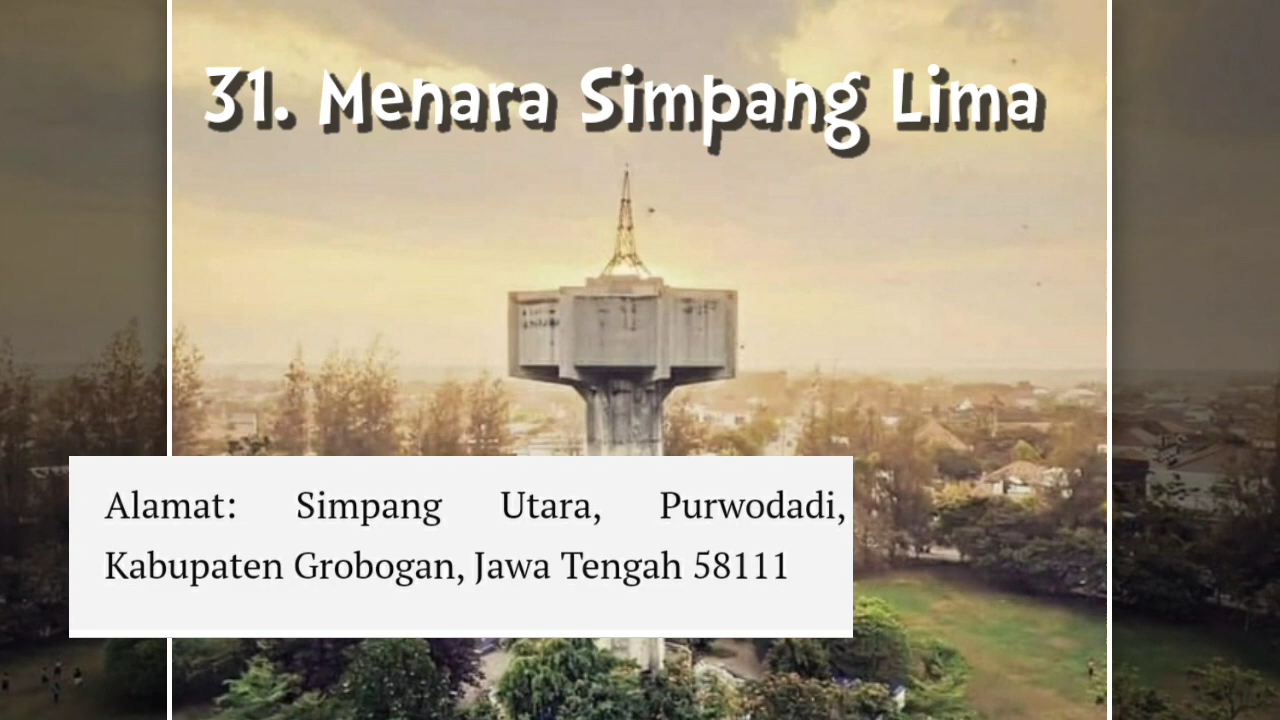 31. Menara Simpang Lima
Alamat: Simpang Utara, Purwodadi,
Kabupaten Grobogan, Jawa Tengah 58111